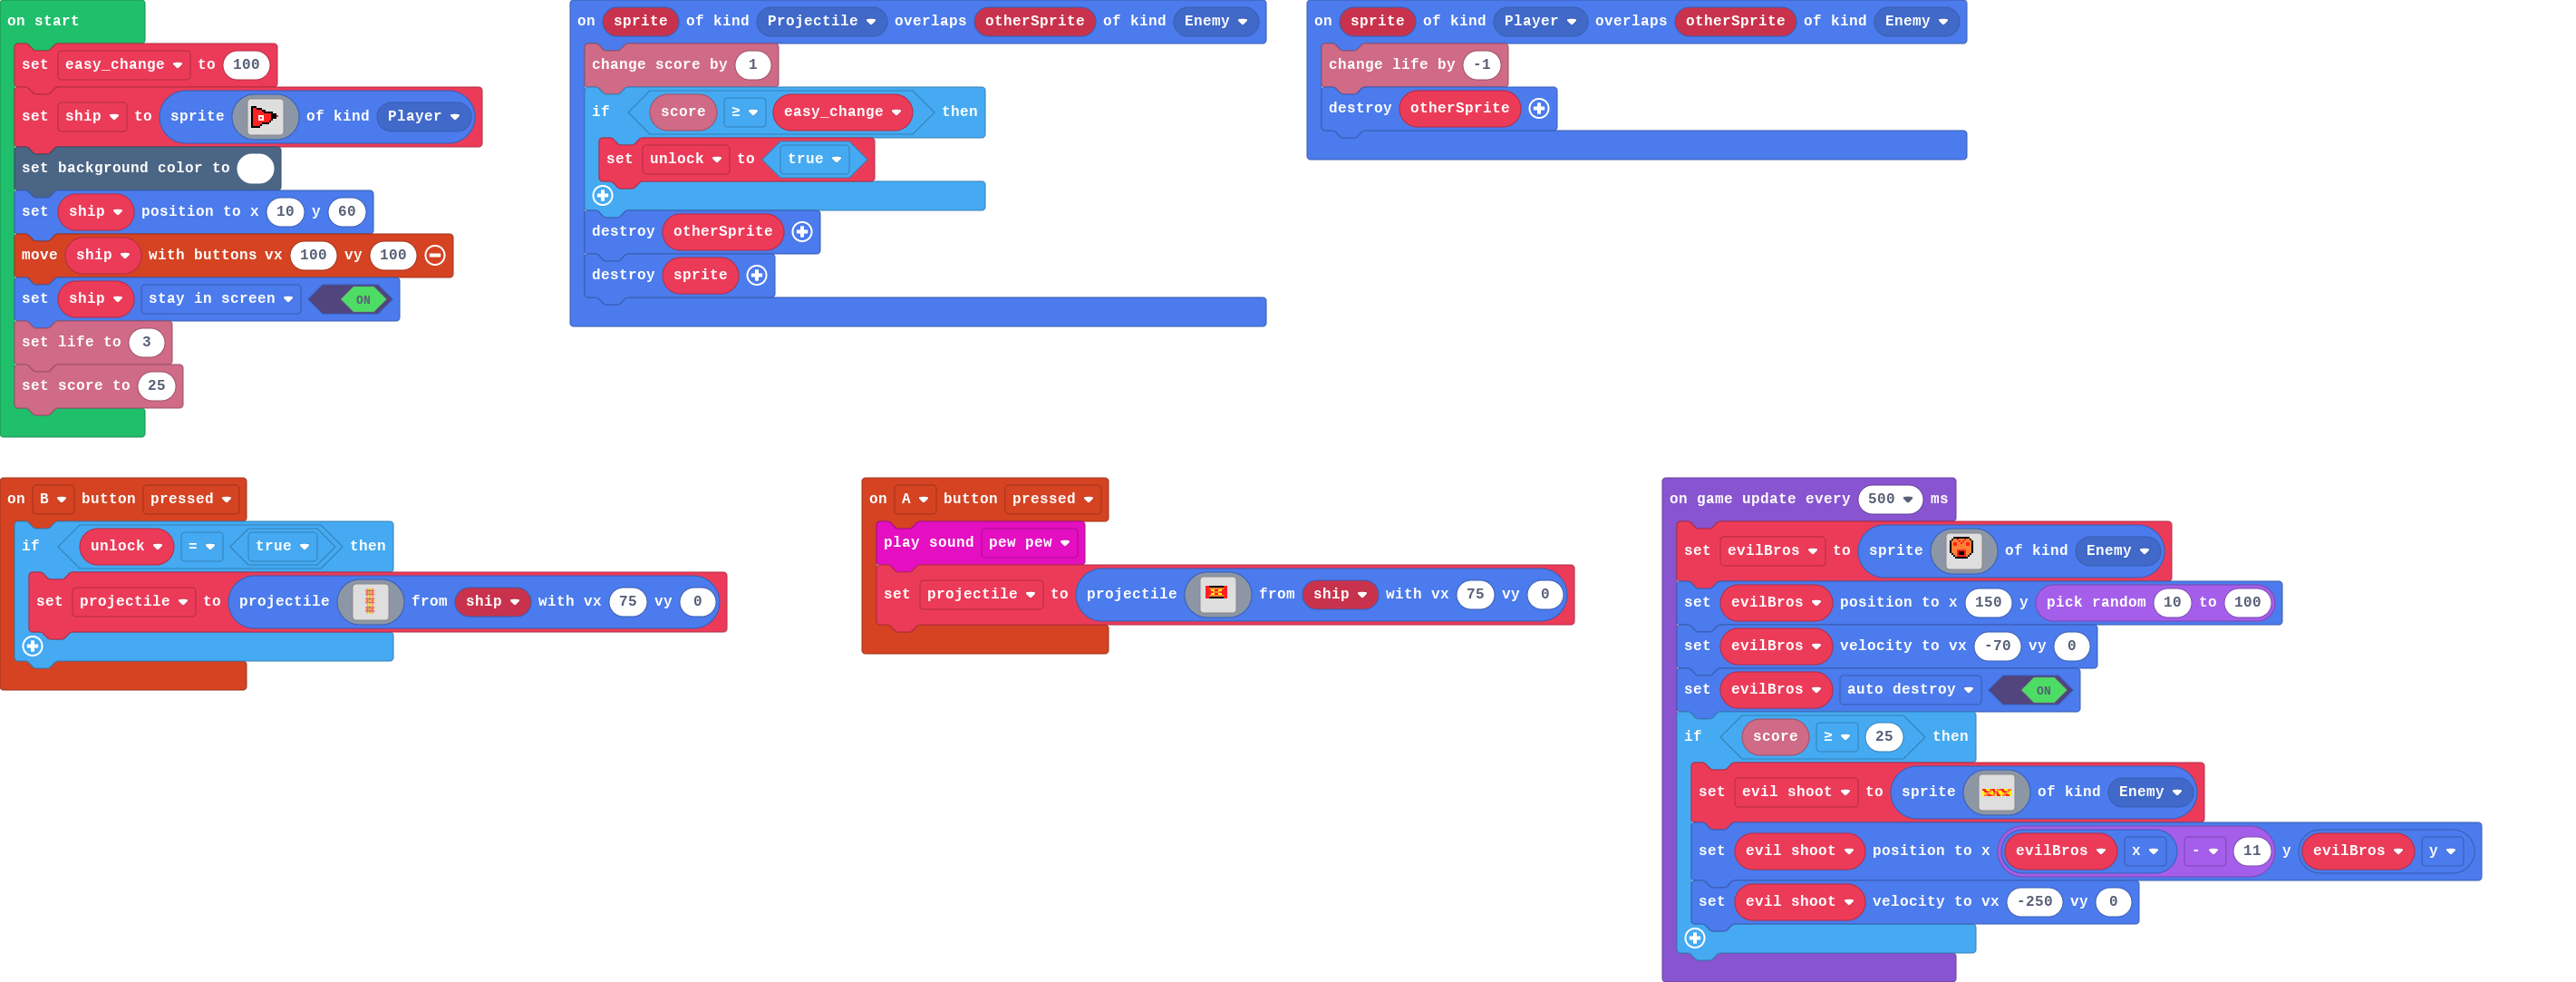 on start
set easy_change to 100
set ship to sprite of kind Player
set background color to
set ship position to x 10 y 60
move ship with buttons vx 100 vy 100
set ship stay in screen ON
set life to 3
set score to 25
on sprite of kind Projectile overlaps otherSprite of kind Enemy
change score by 1
if score ≥ easy_change then
set unlock to true
destroy otherSprite
destroy sprite
on sprite of kind Player overlaps otherSprite of kind Enemy
change life by -1
destroy otherSprite
on B button pressed
if unlock = true then
set projectile to projectile from ship with vx 75 vy 0
on A button pressed
play sound pew pew
set projectile to projectile from ship with vx 75 vy 0
on game update every 500 ms
set evilBros to sprite of kind Enemy
set evilBros position to x 150 y pick random 10 to 100
set evilBros velocity to vx -70 vy 0
set evilBros auto destroy ON
if score ≥ 25 then
set evil shoot to sprite of kind Enemy
set evil shoot position to x evilBros x - 11 y evilBros y
set evil shoot velocity to vx -250 vy 0